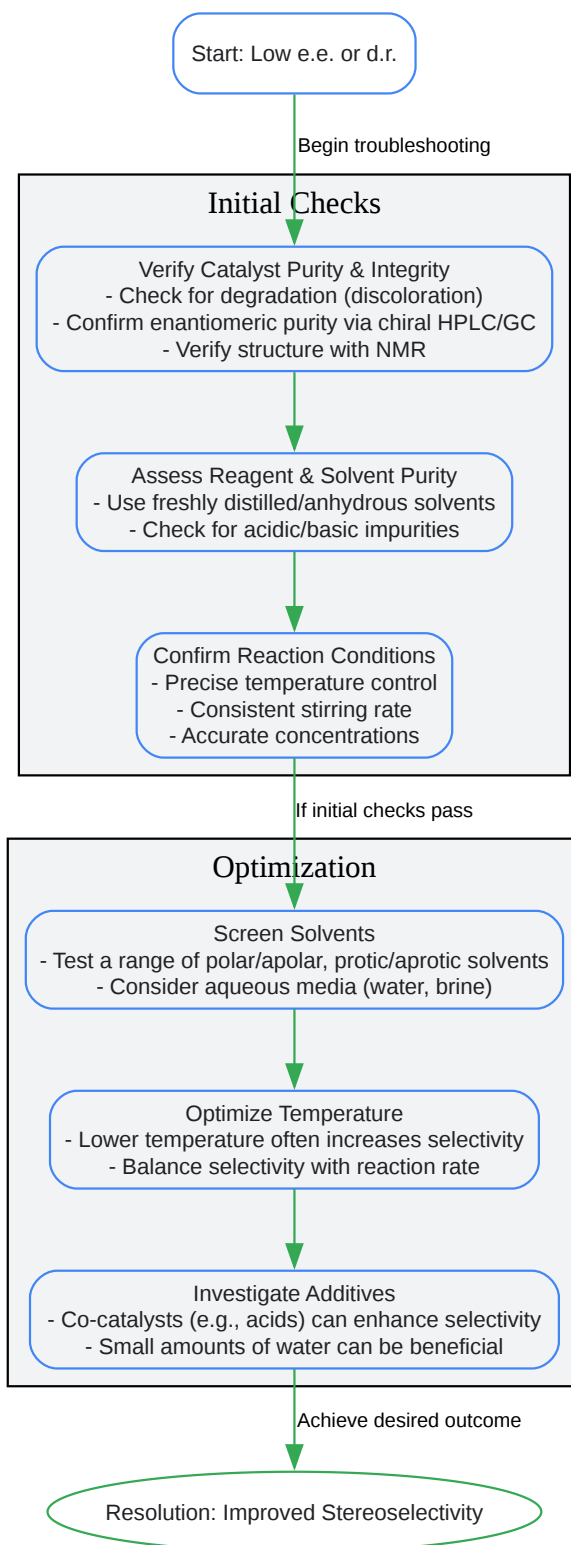 Start: Low e.e. or d.r.
Begin troubleshooting
Initial Checks
Verify Catalyst Purity & Integrity
- Check for degradation (discoloration)
- Confirm enantiomeric purity via chiral HPLC/GC
- Verify structure with NMR
Assess Reagent & Solvent Purity
- Use freshly distilled/anhydrous solvents
- Check for acidic/basic impurities
Confirm Reaction Conditions
- Precise temperature control
- Consistent stirring rate
- Accurate concentrations
If initial checks pass
Optimization
Screen Solvents
- Test a range of polar/apolar, protic/aprotic solvents
- Consider aqueous media (water, brine)
Optimize Temperature
- Lower temperature often increases selectivity
- Balance selectivity with reaction rate
Investigate Additives
- Co-catalysts (e.g., acids) can enhance selectivity
- Small amounts of water can be beneficial
Achieve desired outcome
Resolution: Improved Stereoselectivity